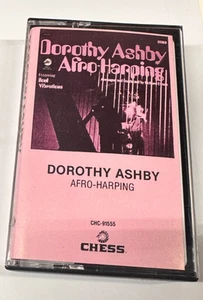 Dorothy Ashby
Afro-Harping
Featuring
Soul
Vibrations
DOROTHY ASHBY
AFRO-HARPING
CHC-91555
CHESS